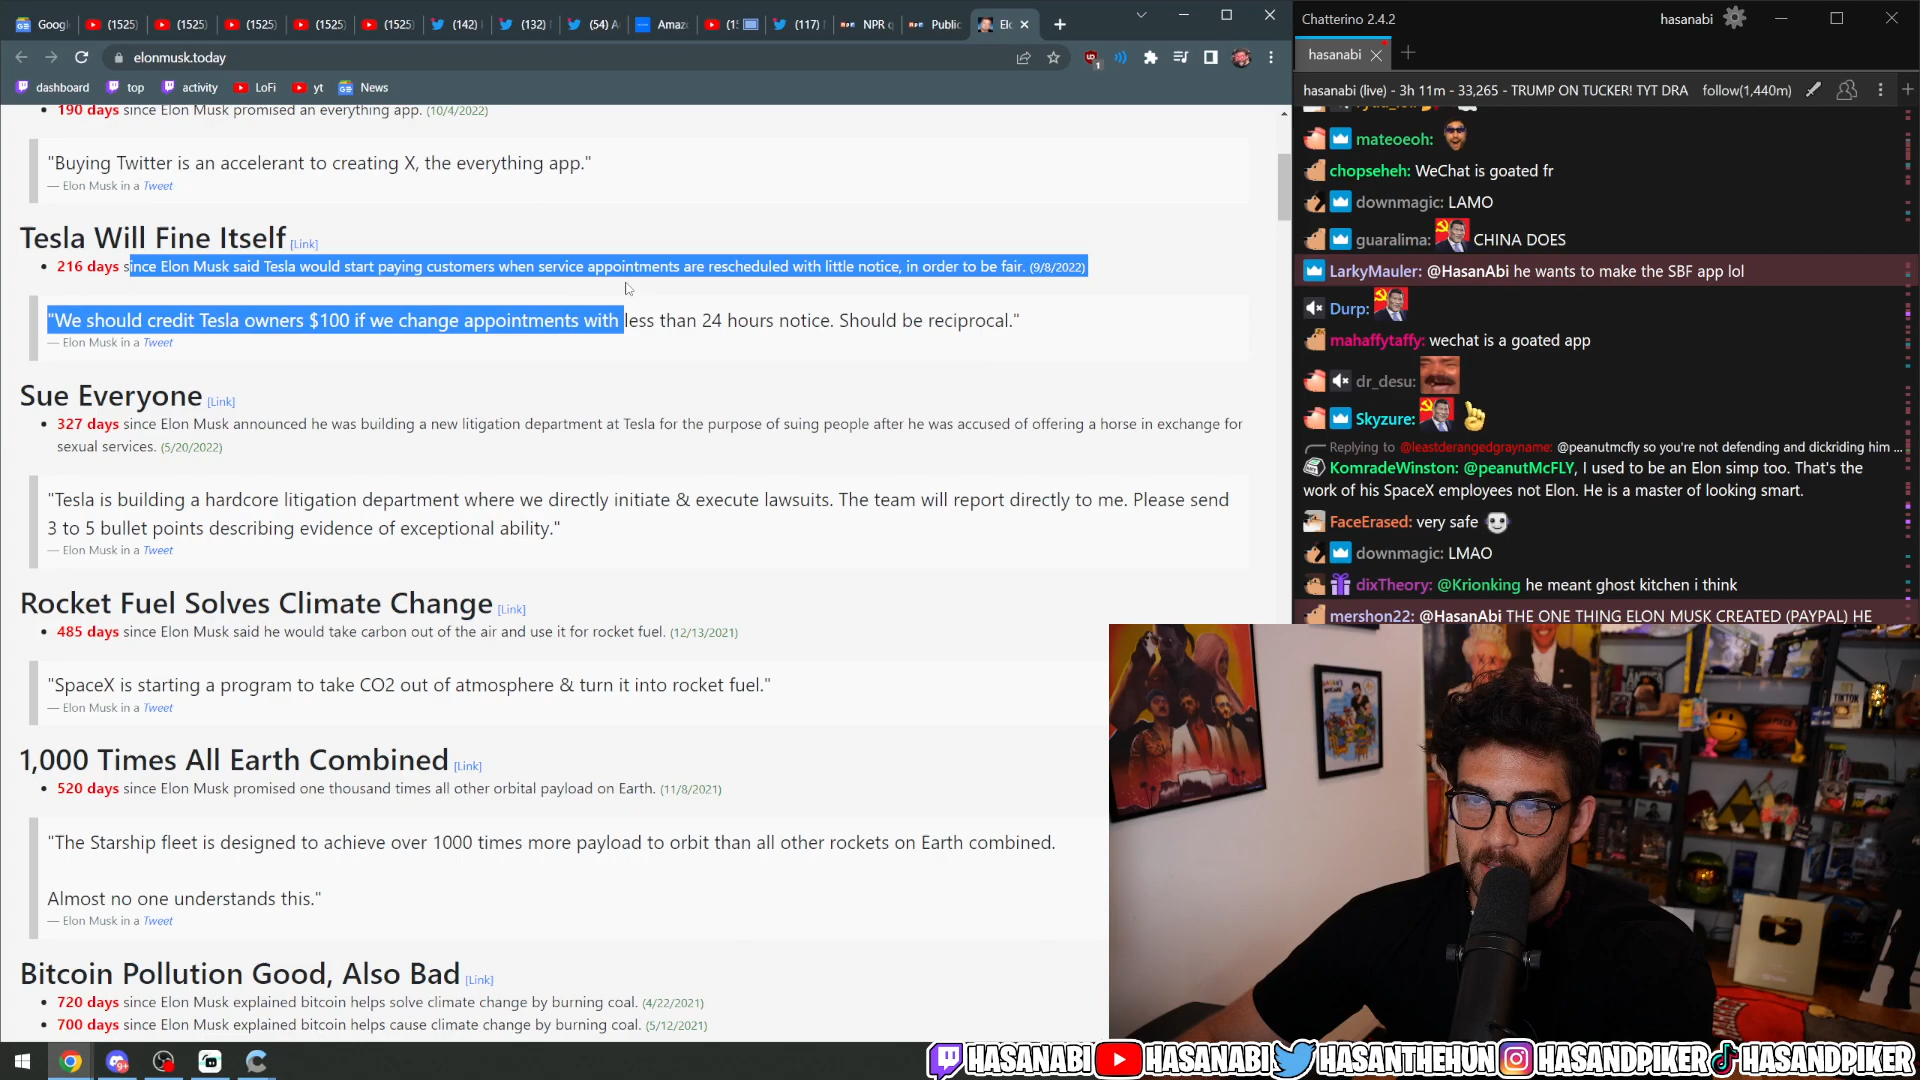 Googl
(1525)
(1525)
(1525)
(1525)
(1525)
(142) I
(132) I
(54) A
Amaz
(1
(117) I
NPR q
Public
Elo
elonmusk.today
dashboard
top
activity
LoFi
yt
News
190 days since Elon Musk promised an everything app. (10/4/2022)
"Buying Twitter is an accelerant to creating X, the everything app."
— Elon Musk in a Tweet
Tesla Will Fine Itself [Link]
216 days since Elon Musk said Tesla would start paying customers when service appointments are rescheduled with little notice, in order to be fair. (9/8/2022)
"We should credit Tesla owners $100 if we change appointments with less than 24 hours notice. Should be reciprocal."
— Elon Musk in a Tweet
Sue Everyone [Link]
327 days since Elon Musk announced he was building a new litigation department at Tesla for the purpose of suing people after he was accused of offering a horse in exchange for
sexual services. (5/20/2022)
"Tesla is building a hardcore litigation department where we directly initiate & execute lawsuits. The team will report directly to me. Please send
3 to 5 bullet points describing evidence of exceptional ability."
— Elon Musk in a Tweet
Rocket Fuel Solves Climate Change [Link]
485 days since Elon Musk said he would take carbon out of the air and use it for rocket fuel. (12/13/2021)
"SpaceX is starting a program to take CO2 out of atmosphere & turn it into rocket fuel."
— Elon Musk in a Tweet
1,000 Times All Earth Combined [Link]
520 days since Elon Musk promised one thousand times all other orbital payload on Earth. (11/8/2021)
"The Starship fleet is designed to achieve over 1000 times more payload to orbit than all other rockets on Earth combined.
Almost no one understands this."
— Elon Musk in a Tweet
Bitcoin Pollution Good, Also Bad [Link]
720 days since Elon Musk explained bitcoin helps solve climate change by burning coal. (4/22/2021)
700 days since Elon Musk explained bitcoin helps cause climate change by burning coal. (5/12/2021)
Chatterino 2.4.2
hasanabi
hasanabi
hasanabi (live) - 3h 11m - 33,265 - TRUMP ON TUCKER! TYT DRA
follow(1,440m)
mateoeoh:
chopseheh: WeChat is goated fr
downmagic: LAMO
guaralima: CHINA DOES
LarkyMauler: @HasanAbi he wants to make the SBF app lol
Durp:
mahaffytaffy: wechat is a goated app
dr_desu:
Skyzure:
Replying to @leastderangedgrayname: @peanutmcfly so you're not defending and dickriding him ...
KomradeWinston: @peanutMcFLY, I used to be an Elon simp too. That's the
work of his SpaceX employees not Elon. He is a master of looking smart.
FaceErased: very safe
downmagic: LMAO
dixTheory: @Krionking he meant ghost kitchen i think
mershon22: @HasanAbi THE ONE THING ELON MUSK CREATED (PAYPAL) HE
HASANABI
HASANABI
HASANTHEHUN
HASANDPIKER
HASANDPIKER